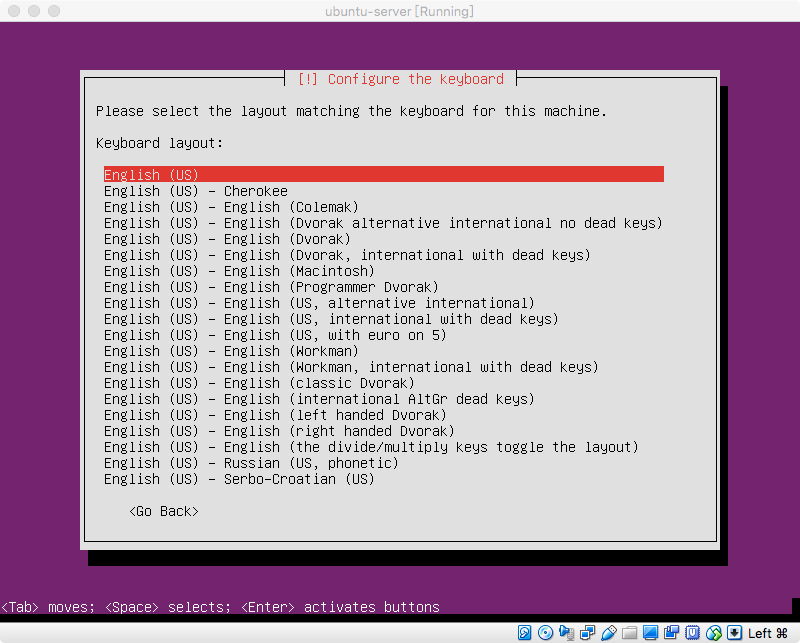 ubuntu-server [Running]
[!] Configure the keyboard
Please select the layout matching the keyboard for this machine.
Keyboard layout:
English (US)
English (US) - Cherokee
English (US) - English (Colemak)
English (US) - English (Dvorak alternative international no dead keys)
English (US) - English (Dvorak)
English (US) - English (Dvorak, international with dead keys)
English (US) - English (Macintosh)
English (US) - English (Programmer Dvorak)
English (US) - English (US, alternative international)
English (US) - English (US, international with dead keys)
English (US) - English (US, with euro on 5)
English (US) - English (Workman)
English (US) - English (Workman, international with dead keys)
English (US) - English (classic Dvorak)
English (US) - English (international AltGr dead keys)
English (US) - English (left handed Dvorak)
English (US) - English (right handed Dvorak)
English (US) - English (the divide/multiply keys toggle the layout)
English (US) - Russian (US, phonetic)
English (US) - Serbo-Croatian (US)
<Go Back>
<Tab> moves; <Space> selects; <Enter> activates buttons
Left ⌘